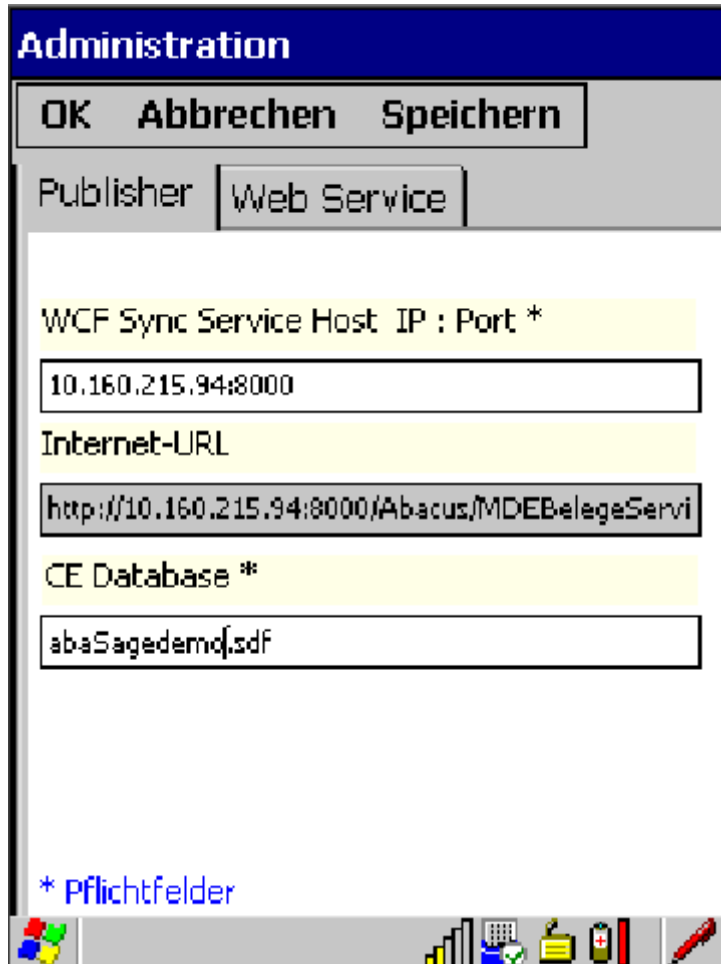 Administration
OK Abbrechen Speichern
Publisher Web Service
WCF Sync Service Host IP : Port *
10.160.215.94:8000
Internet-URL
http://10.160.215.94:8000/Abacus/MDEBelegeServi
CE Database *
abaSagedemo.sdf
* Pflichtfelder